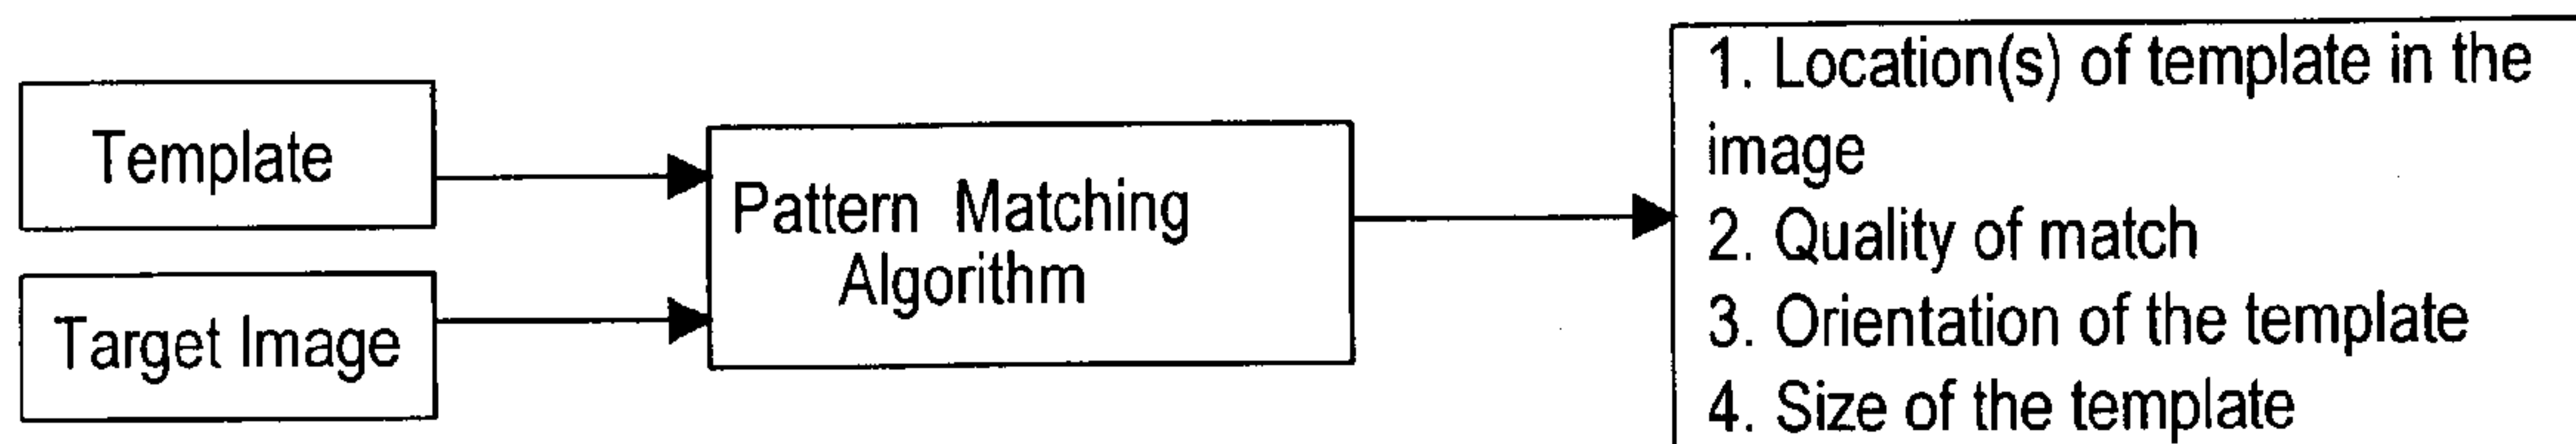 Template
Target Image
Pattern Matching
Algorithm
1. Location(s) of template in the
image
2. Quality of match
3. Orientation of the template
4. Size of the template